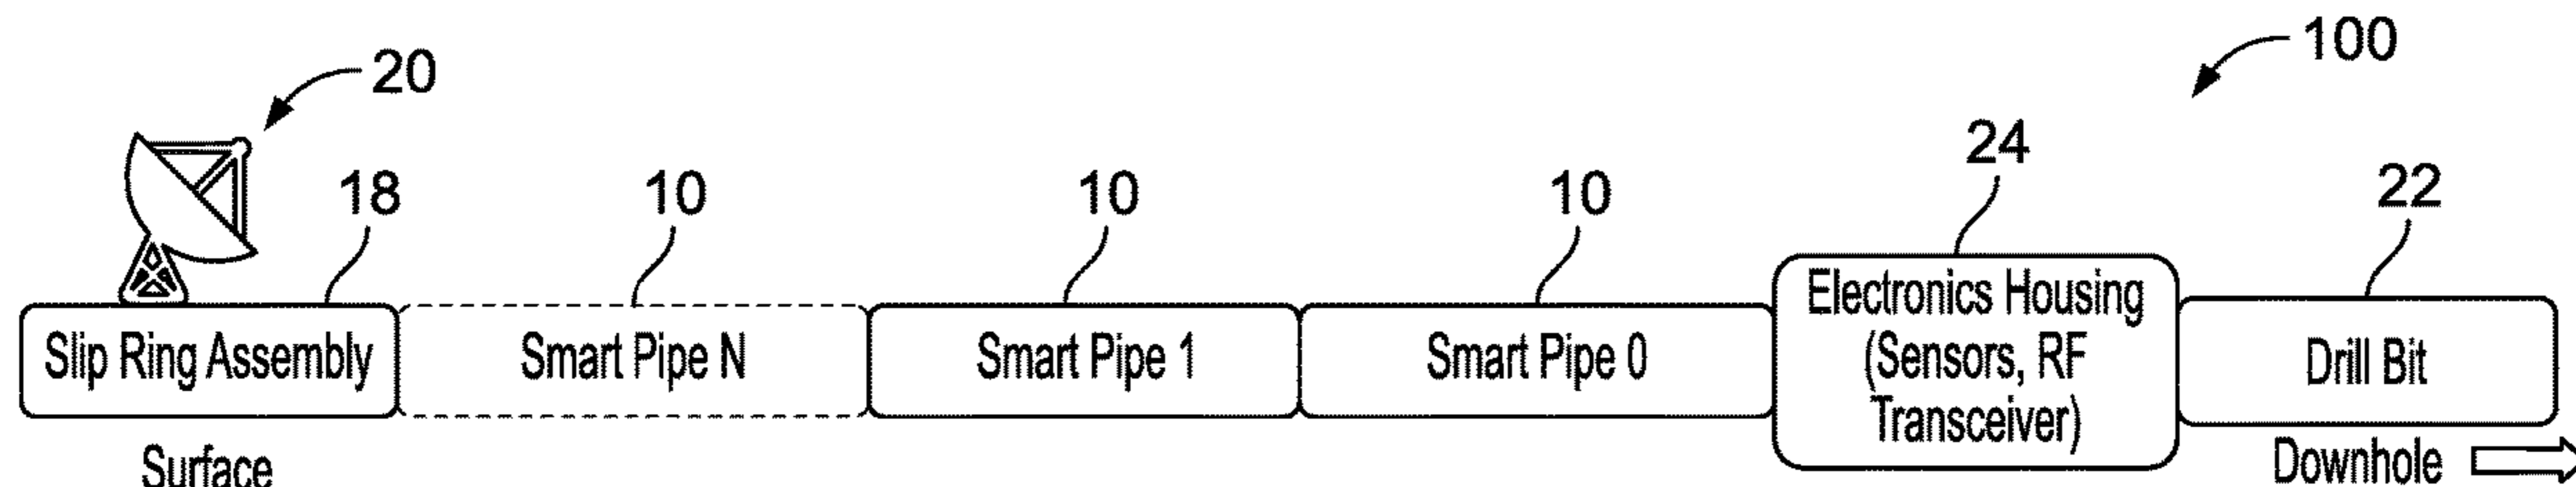 100
20
24
18
10
10
10
22
Slip Ring Assembly
Smart Pipe N
Smart Pipe 1
Smart Pipe 0
Electronics Housing
(Sensors, RF
Transceiver)
Drill Bit
Surface
Downhole